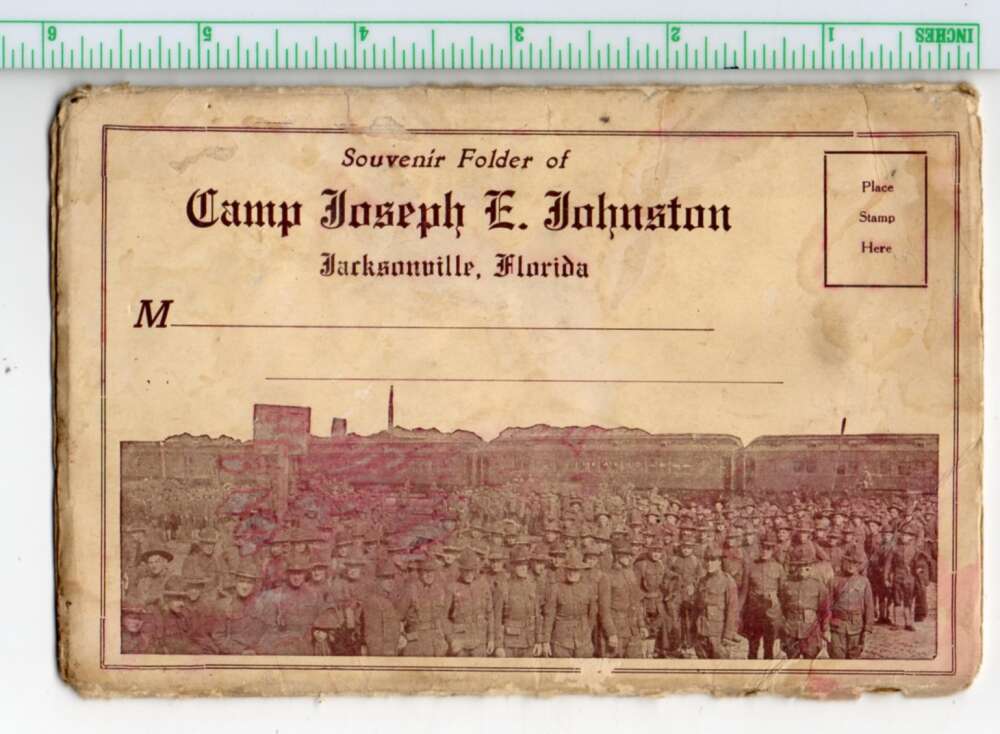 6 5 4 3 2 1 INCHES
Souvenir Folder of
Camp Joseph E. Johnston
Jacksonville, Florida
Place
Stamp
Here
M